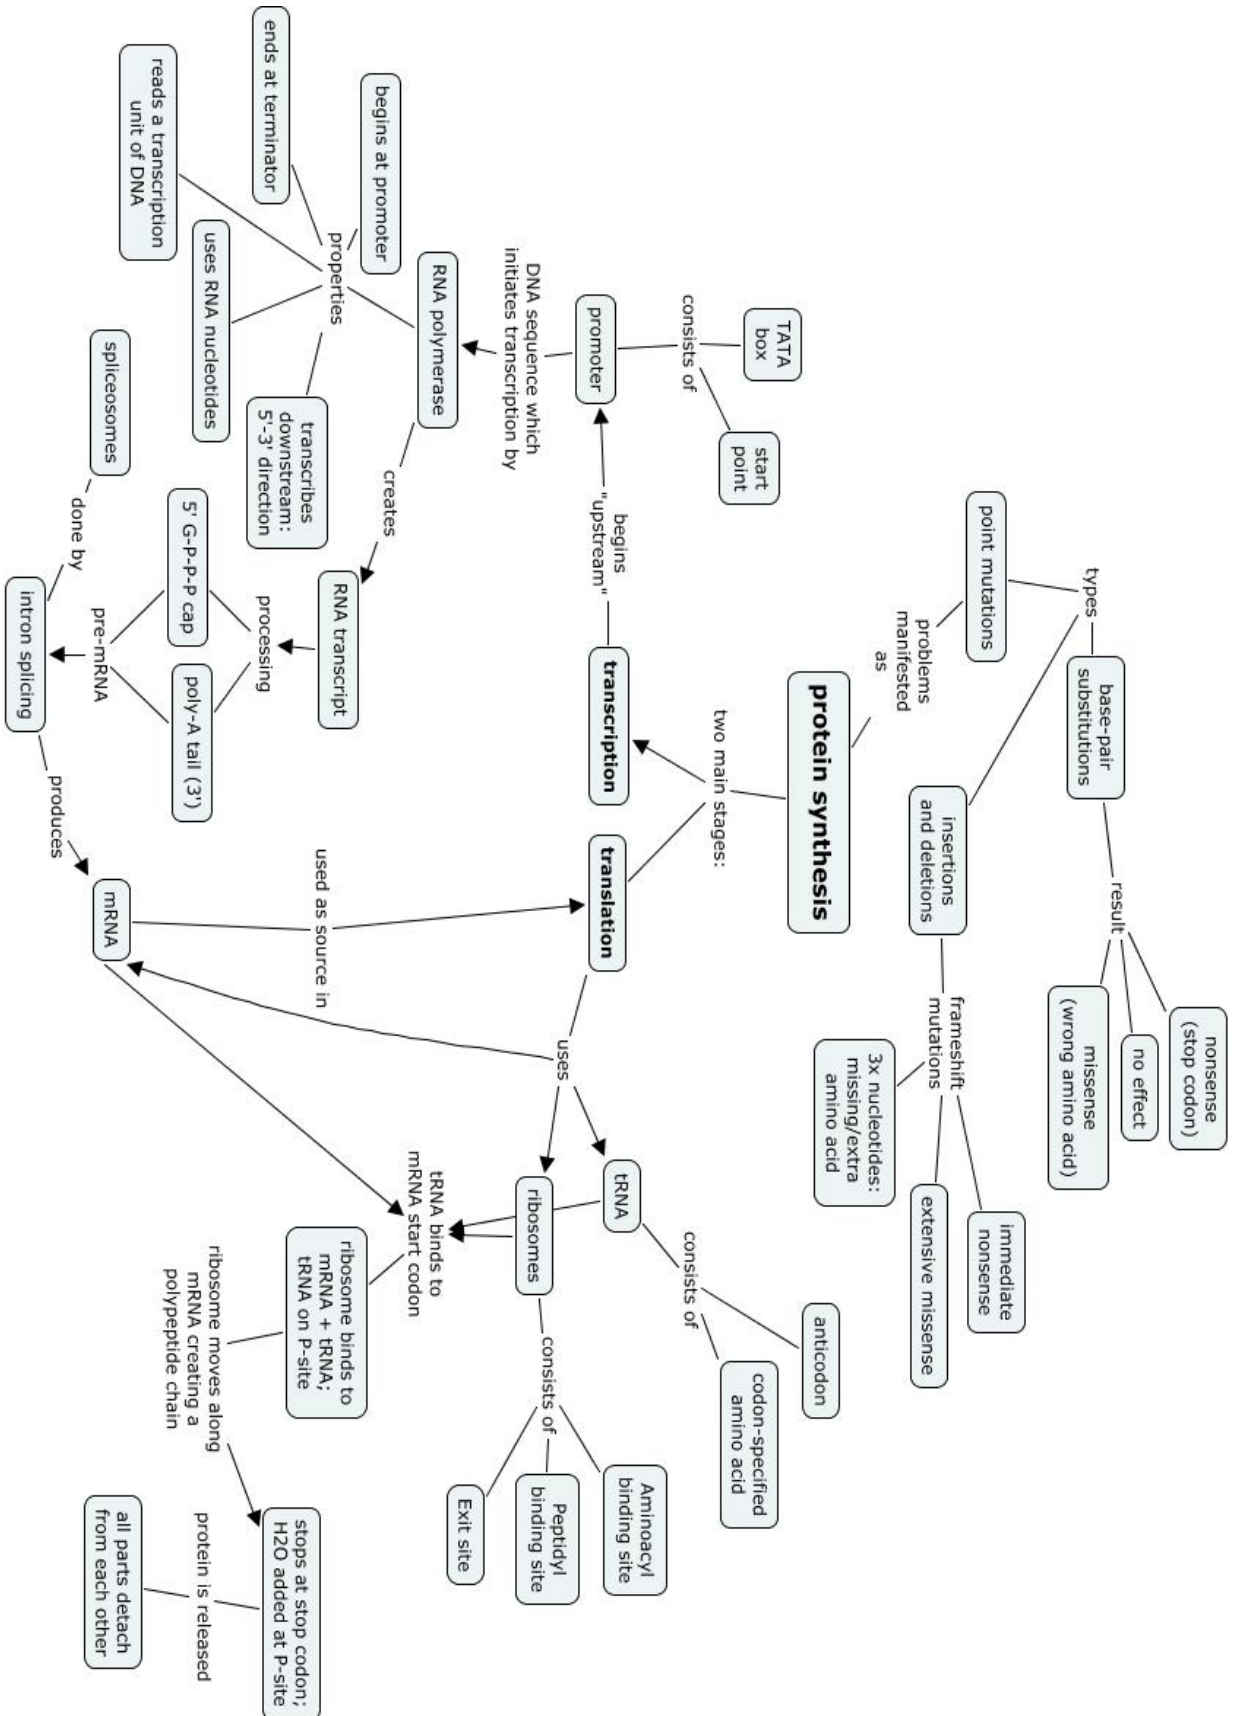 nonsense
(stop codon)
no effect
missense
(wrong amino acid)
result
base-pair
substitutions
types
point mutations
insertions
and deletions
frameshift
mutations
immediate
nonsense
extensive missense
3x nucleotides:
missing/extra
amino acid
problems
manifested
as
protein synthesis
two main stages:
TATA
box
start
point
consists of
promoter
begins
"upstream"
transcription
translation
DNA sequence which
initiates transcription by
RNA polymerase
begins at promoter
properties
ends at terminator
reads a transcription
unit of DNA
uses RNA nucleotides
transcribes
downstream:
5'-3' direction
creates
RNA transcript
processing
5' G-P-P-P cap
poly-A tail (3')
pre-mRNA
spliceosomes
done by
intron splicing
produces
mRNA
used as source in
uses
tRNA
consists of
anticodon
codon-specified
amino acid
ribosomes
consists of
Aminoacyl
binding site
Peptidyl
binding site
Exit site
tRNA binds to
mRNA start codon
ribosome binds to
mRNA + tRNA;
tRNA on P-site
ribosome moves along
mRNA creating a
polypeptide chain
stops at stop codon;
H2O added at P-site
protein is released
all parts detach
from each other